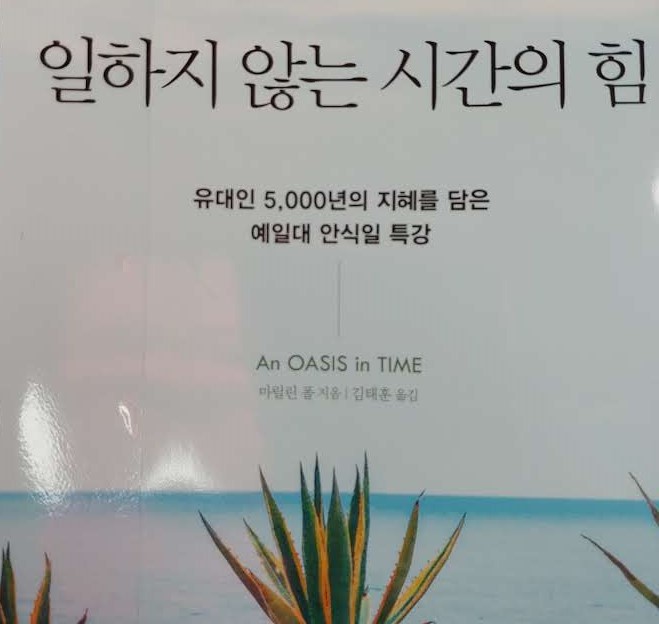 일하지 않는 시간의 힘
유대인 5,000년의 지혜를 담은
예일대 안식일 특강
An OASIS in TIME
마릴린 폴 지음 | 김태훈 옮김